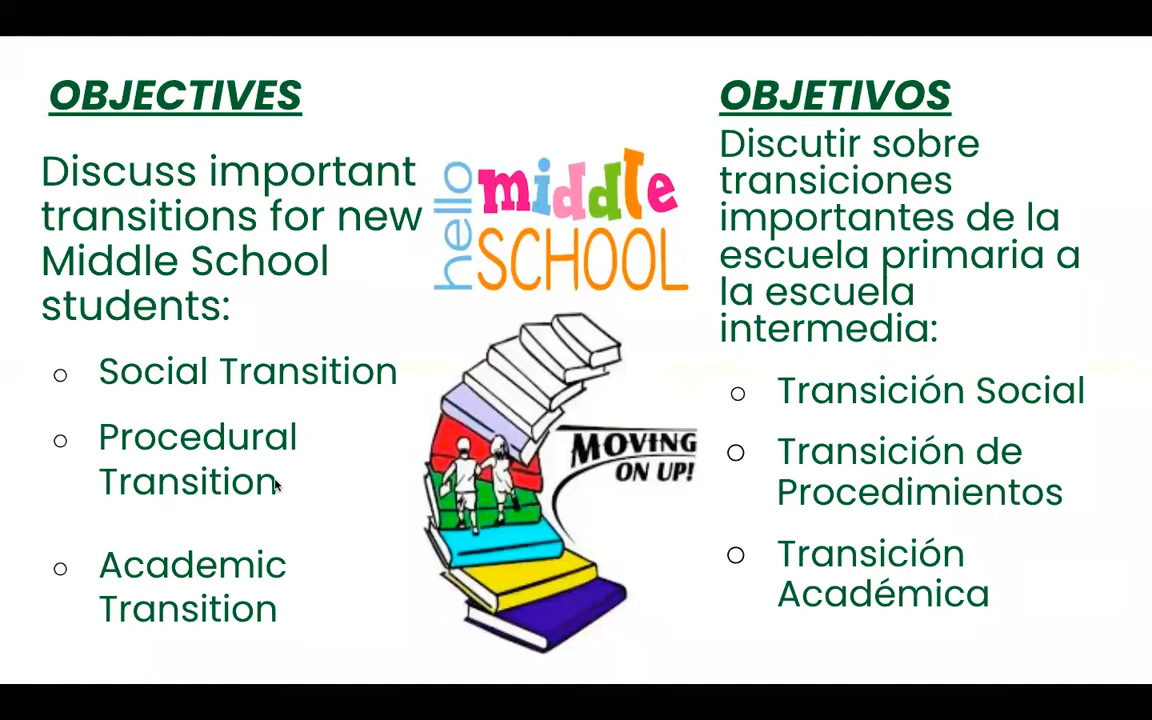 OBJECTIVES
Discuss important
transitions for new
Middle School
students:
○ Social Transition
○ Procedural
Transition
○ Academic
Transition
hello
middle
SCHOOL
MOVING
ON UP!
OBJETIVOS
Discutir sobre
transiciones
importantes de la
escuela primaria a
la escuela
intermedia:
○ Transición Social
○ Transición de
Procedimientos
○ Transición
Académica